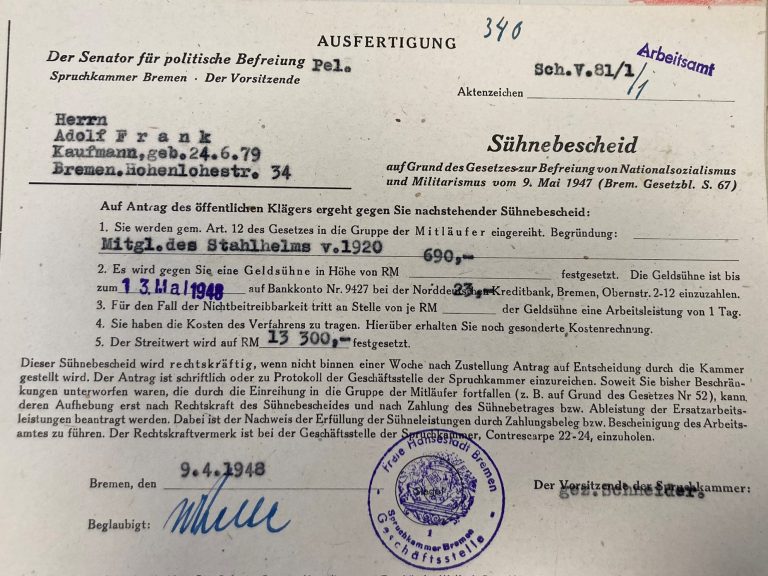 AUSFERTIGUNG
340
Der Senator für politische Befreiung
Spruchkammer Bremen · Der Vorsitzende
Pel.
Sch.V.81/1/1
Arbeitsamt
Aktenzeichen
Herrn
Adolf F r a n k
Kaufmann,geb.24.6.79
Bremen.Hohenlohestr. 34
Sühnebescheid
auf Grund des Gesetzes zur Befreiung von Nationalsozialismus
und Militarismus vom 9. Mai 1947 (Brem. Gesetzbl. S. 67)
Auf Antrag des öffentlichen Klägers ergeht gegen Sie nachstehender Sühnebescheid:
1. Sie werden gem. Art. 12 des Gesetzes in die Gruppe der Mitläufer eingereiht. Begründung:
Mitgl.des Stahlhelms v.1920
690,-
2. Es wird gegen Sie eine Geldsühne in Höhe von RM festgesetzt. Die Geldsühne ist bis
zum 13. Mai 1948 auf Bankkonto Nr. 9427 bei der Norddeutschen Kreditbank, Bremen, Obernstr. 2-12 einzuzahlen.
23,-
3. Für den Fall der Nichtbeitreibbarkeit tritt an Stelle von je RM der Geldsühne eine Arbeitsleistung von 1 Tag.
4. Sie haben die Kosten des Verfahrens zu tragen. Hierüber erhalten Sie noch gesonderte Kostenrechnung.
5. Der Streitwert wird auf RM 13 300,- festgesetzt.
Dieser Sühnebescheid wird rechtskräftig, wenn nicht binnen einer Woche nach Zustellung Antrag auf Entscheidung durch die Kammer
gestellt wird. Der Antrag ist schriftlich oder zu Protokoll der Geschäftsstelle der Spruchkammer einzureichen. Soweit Sie bisher Beschrän-
kungen unterworfen waren, die durch die Einreihung in die Gruppe der Mitläufer fortfallen (z. B. auf Grund des Gesetzes Nr 52), kann
deren Aufhebung erst nach Rechtskraft des Sühnebescheides und nach Zahlung des Sühnebetrages bzw. Ableistung der Ersatzarbeits-
leistungen beantragt werden. Dabei ist der Nachweis der Erfüllung der Sühneleistungen durch Zahlungsbeleg bzw. Bescheinigung des Arbeits-
amtes zu führen. Der Rechtskraftvermerk ist bei der Geschäftsstelle der Spruchkammer, Contrescarpe 22-24, einzuholen.
Bremen, den 9.4.1948
Freie Hansestadt Bremen
Siegel
Spruchkammer Bremen
1
Geschäftsstelle
Der Vorsitzende der Spruchkammer:
gez.Schneider.
Beglaubigt: